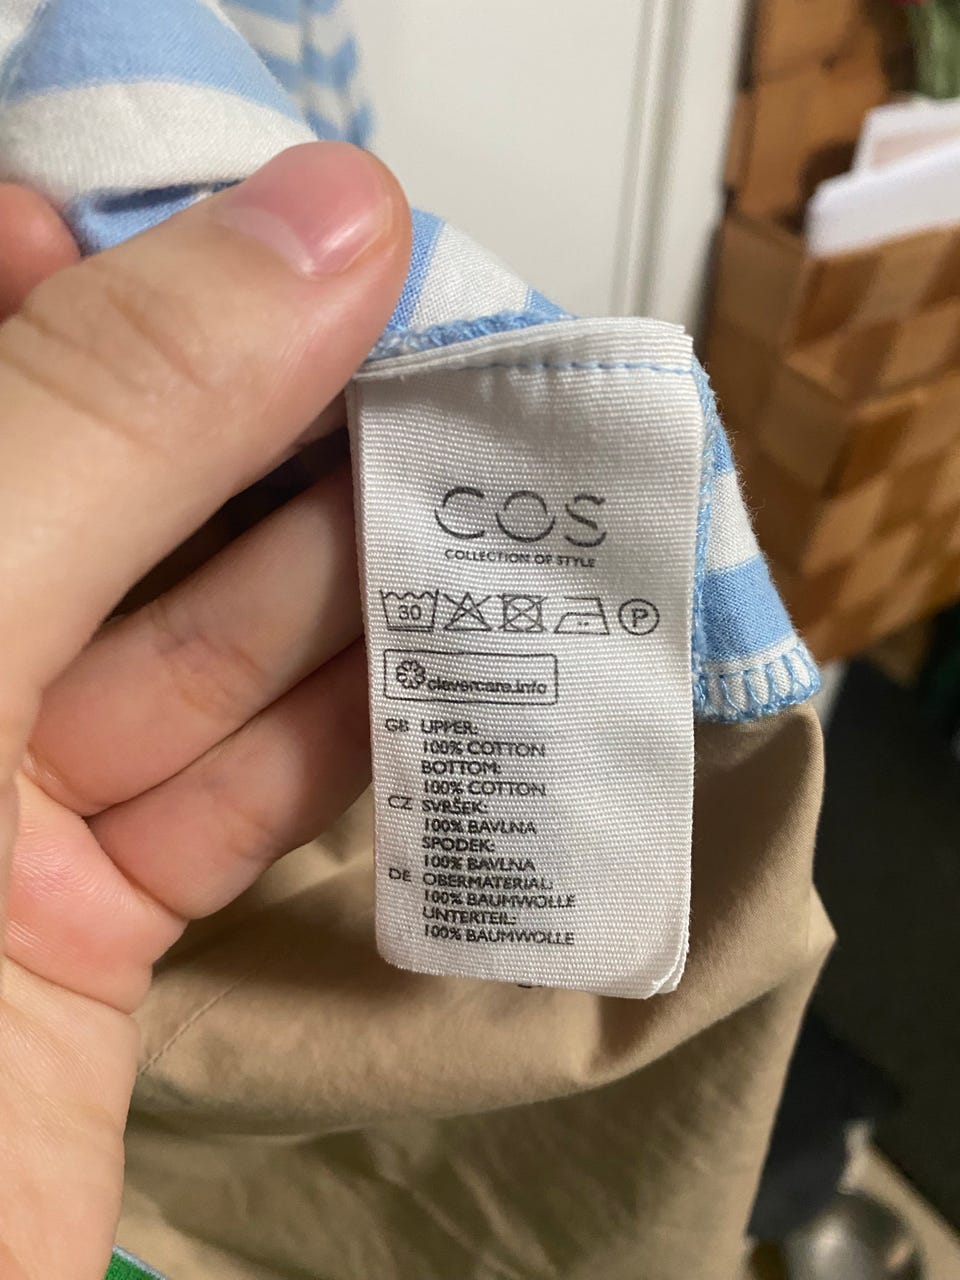 COS
COLLECTION OF STYLE
30 P
clevercare.info
GB UPPER:
100% COTTON
BOTTOM:
100% COTTON
CZ SVRŠEK:
100% BAVLNA
SPODEK:
100% BAVLNA
DE OBERMATERIAL:
100% BAUMWOLLE
UNTERTEIL:
100% BAUMWOLLE